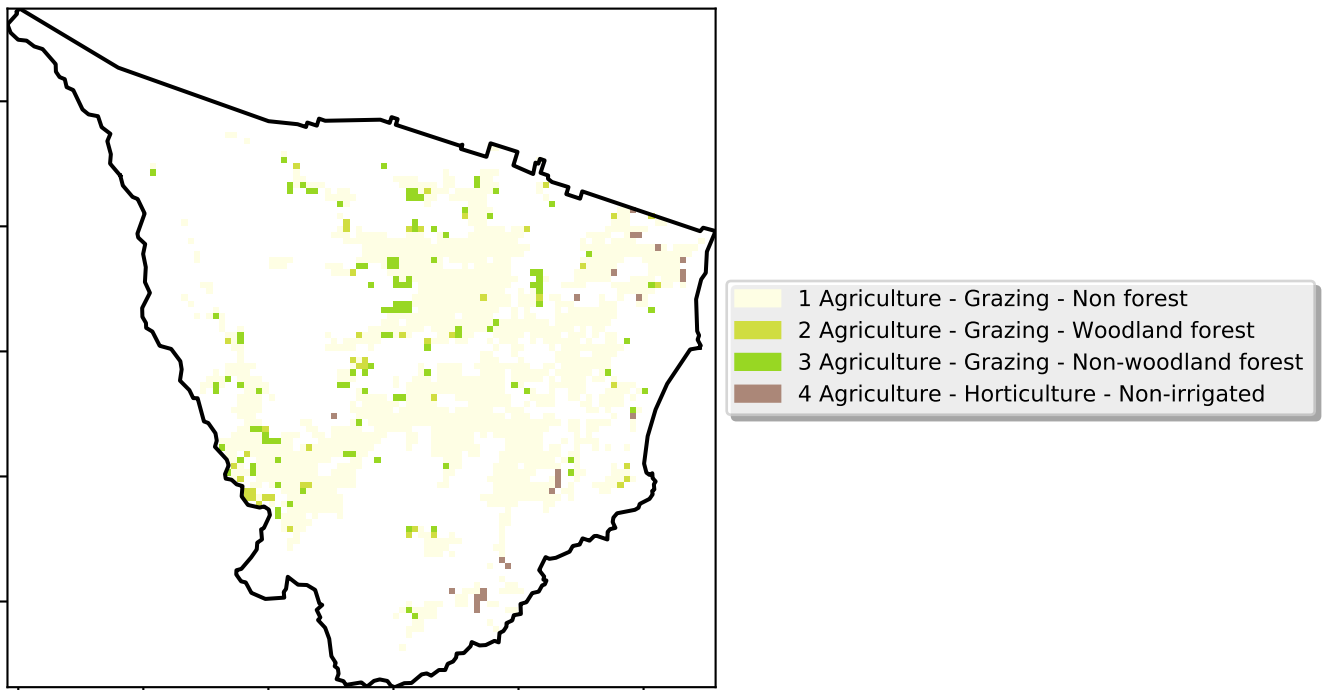 1 Agriculture - Grazing - Non forest
2 Agriculture - Grazing - Woodland forest
3 Agriculture - Grazing - Non-woodland forest
4 Agriculture - Horticulture - Non-irrigated